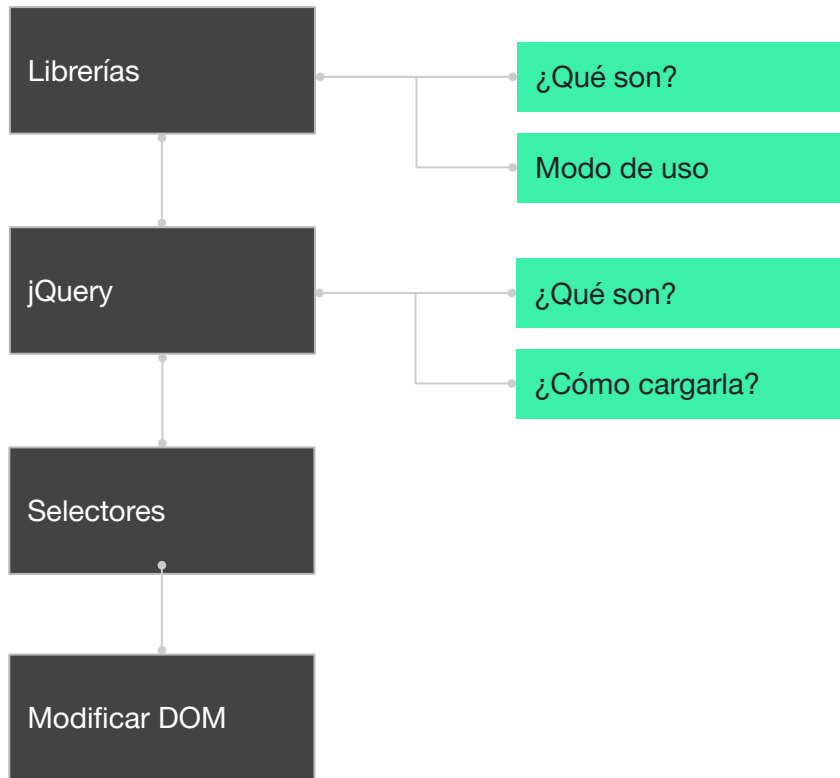 Librerías
¿Qué son?
Modo de uso
jQuery
¿Qué son?
¿Cómo cargarla?
Selectores
Modificar DOM